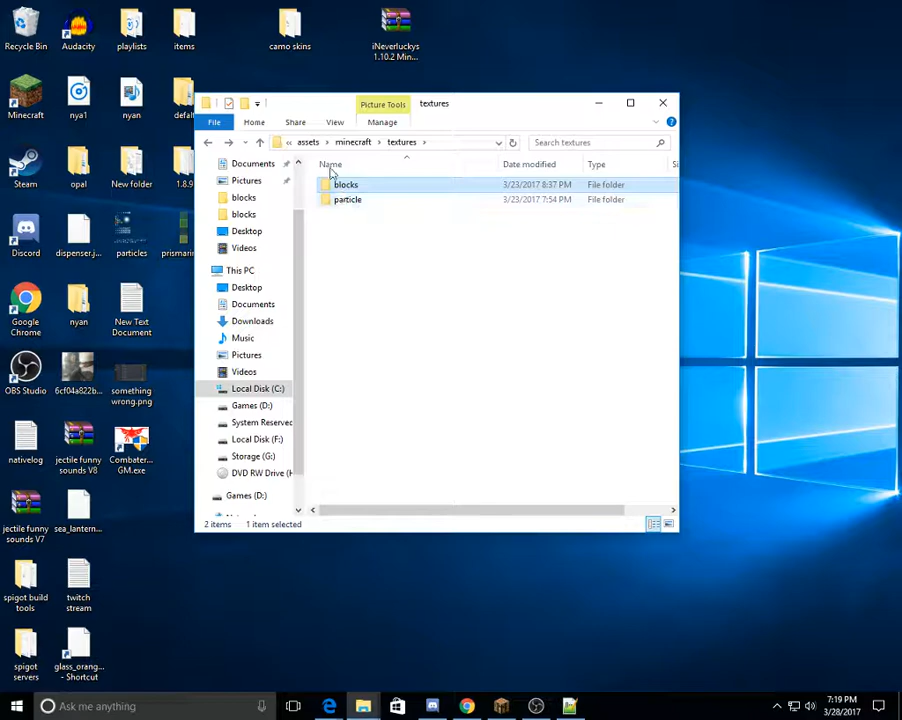 Recycle Bin
Audacity
playlists
items
camo skins
iNeverluckys
1.10.2 Min...
Minecraft
nya1
nyan
Steam
opal
New folder
1.8.9
Discord
dispenser.j...
particles
Google
Chrome
nyan
New Text
Document
OBS Studio
6cf04a822b...
something
wrong.png
nativelog
jectile funny
sounds V8
Combater...
GM.exe
jectile funny
sounds V7
sea_lantern...
spigot build
tools
twitch
stream
spigot
servers
glass_orang...
- Shortcut
Picture Tools
textures
File
Home
Share
View
Manage
« assets › minecraft › textures ›
Search textures
Documents
Pictures
blocks
blocks
Desktop
Videos
This PC
Desktop
Documents
Downloads
Music
Pictures
Videos
Local Disk (C:)
Games (D:)
System Reserved
Local Disk (F:)
Storage (G:)
DVD RW Drive (H
Games (D:)
Name
Date modified
Type
Si
blocks
3/23/2017 8:37 PM
File folder
particle
3/23/2017 7:54 PM
File folder
2 items
1 item selected
Ask me anything
7:19 PM
3/28/2017